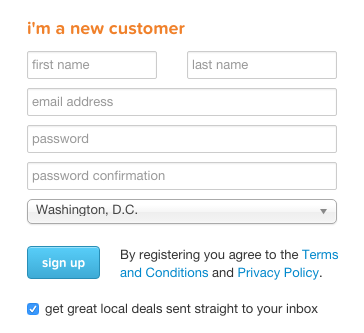 i'm a new customer
first name last name
email address
password
password confirmation
Washington, D.C.
sign up
By registering you agree to the Terms
and Conditions and Privacy Policy.
get great local deals sent straight to your inbox